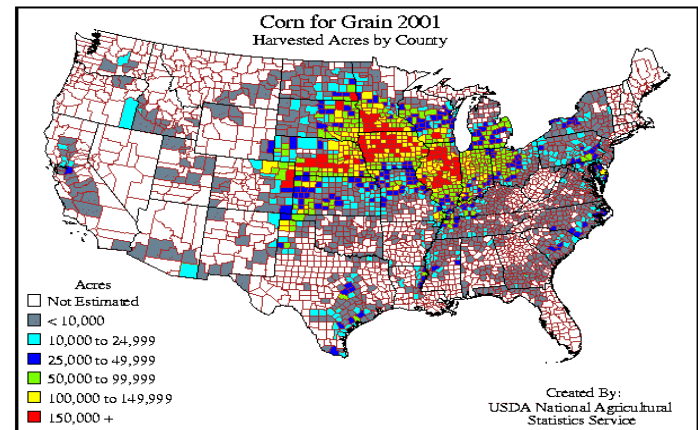 Corn for Grain 2001
Harvested Acres by County
Acres
Not Estimated
< 10,000
10,000 to 24,999
25,000 to 49,999
50,000 to 99,999
100,000 to 149,999
150,000 +
Created By:
USDA National Agricultural
Statistics Service